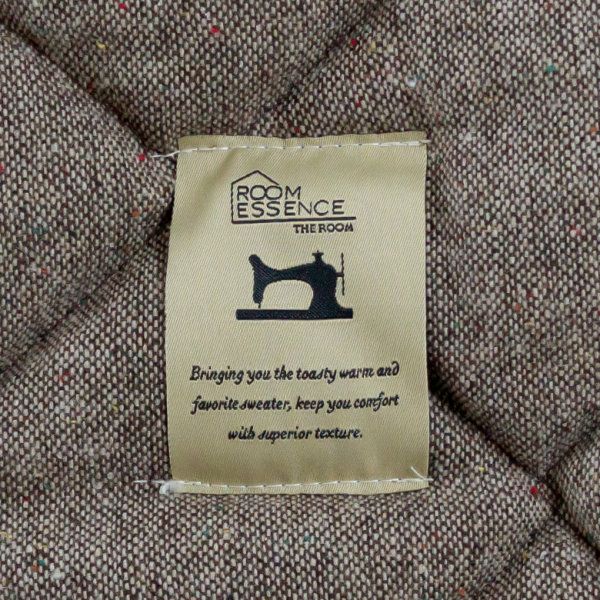 ROOM
ESSENCE
THE ROOM
Bringing you the toasty warm and
favorite sweater, keep you comfort
with superior texture.